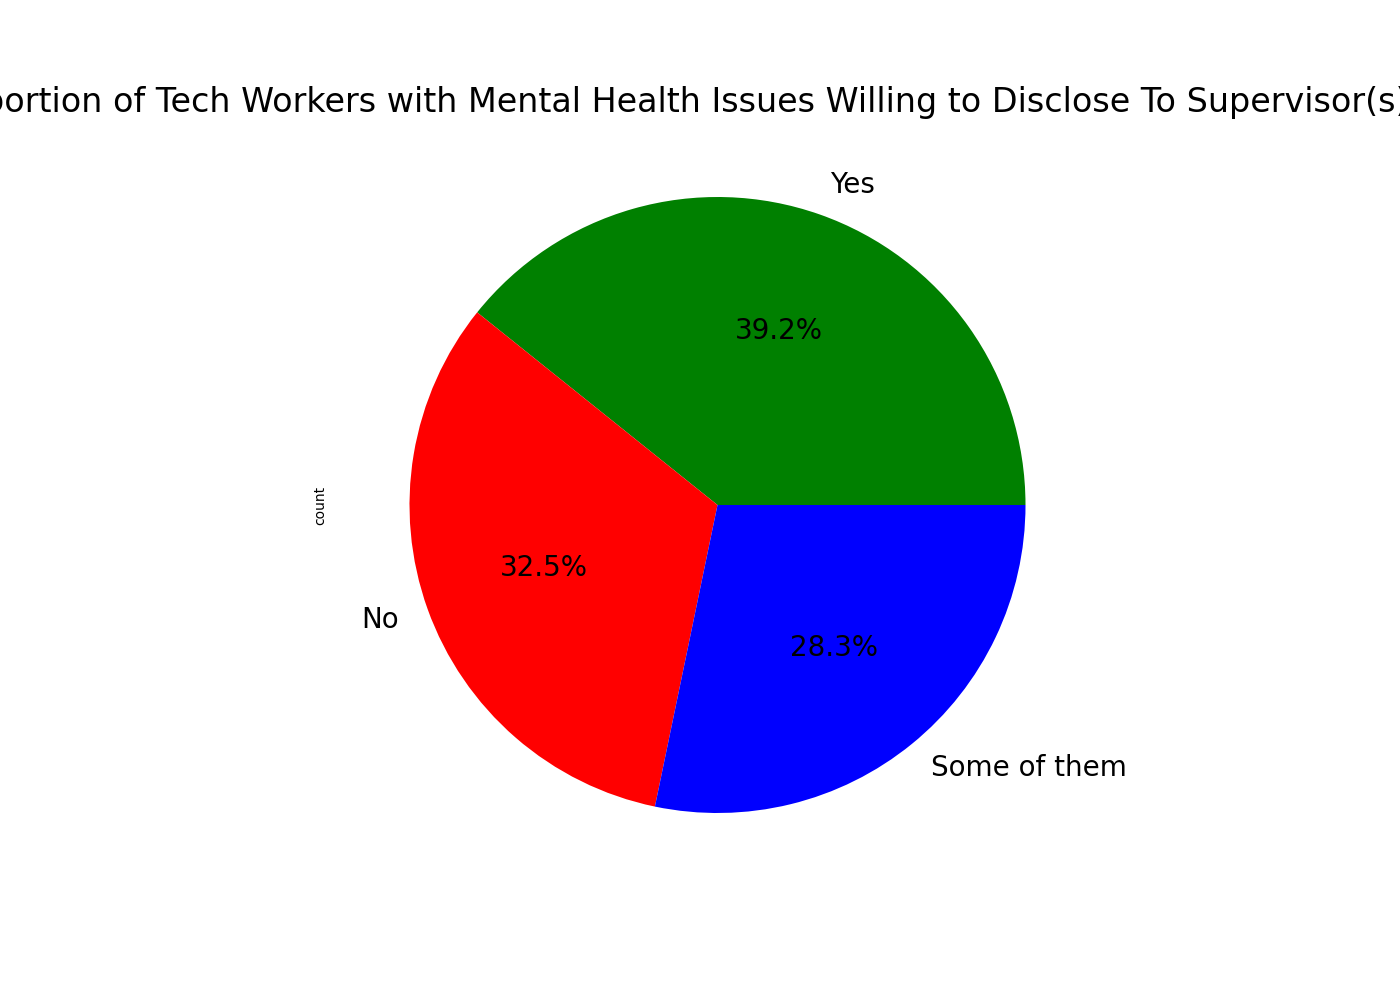 portion of Tech Workers with Mental Health Issues Willing to Disclose To Supervisor(s)
Yes
39.2%
count
32.5%
No
28.3%
Some of them